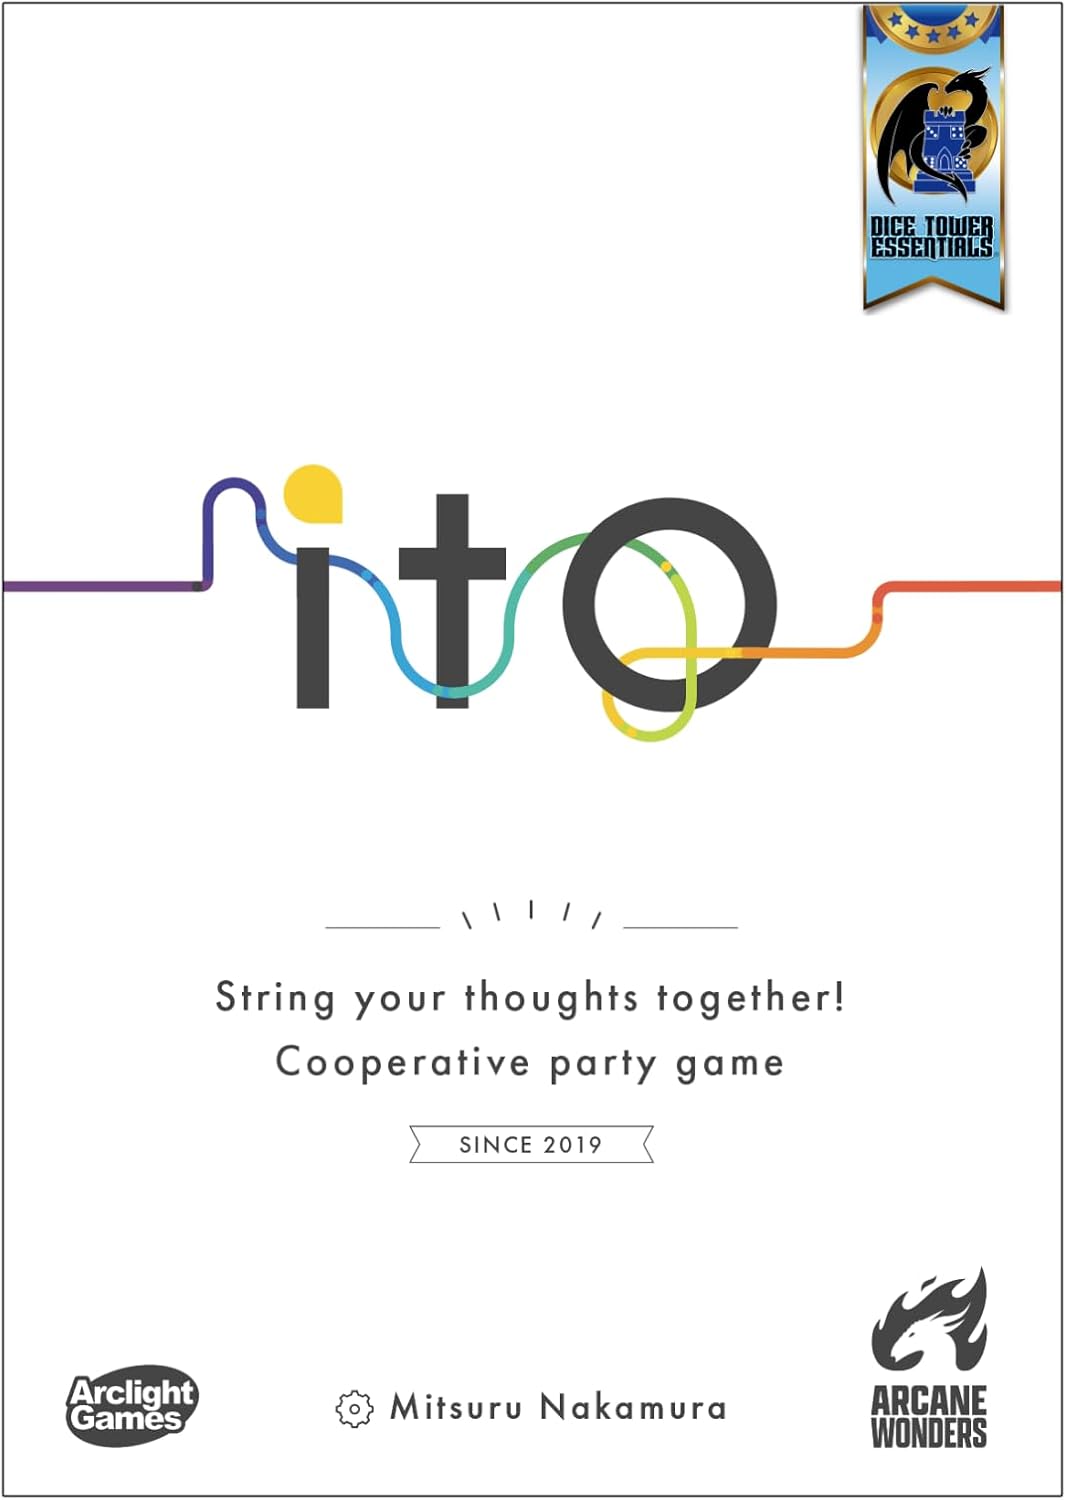 DICE TOWER
ESSENTIALS
ito
String your thoughts together!
Cooperative party game
SINCE 2019
Arclight
Games
Mitsuru Nakamura
ARCANE
WONDERS